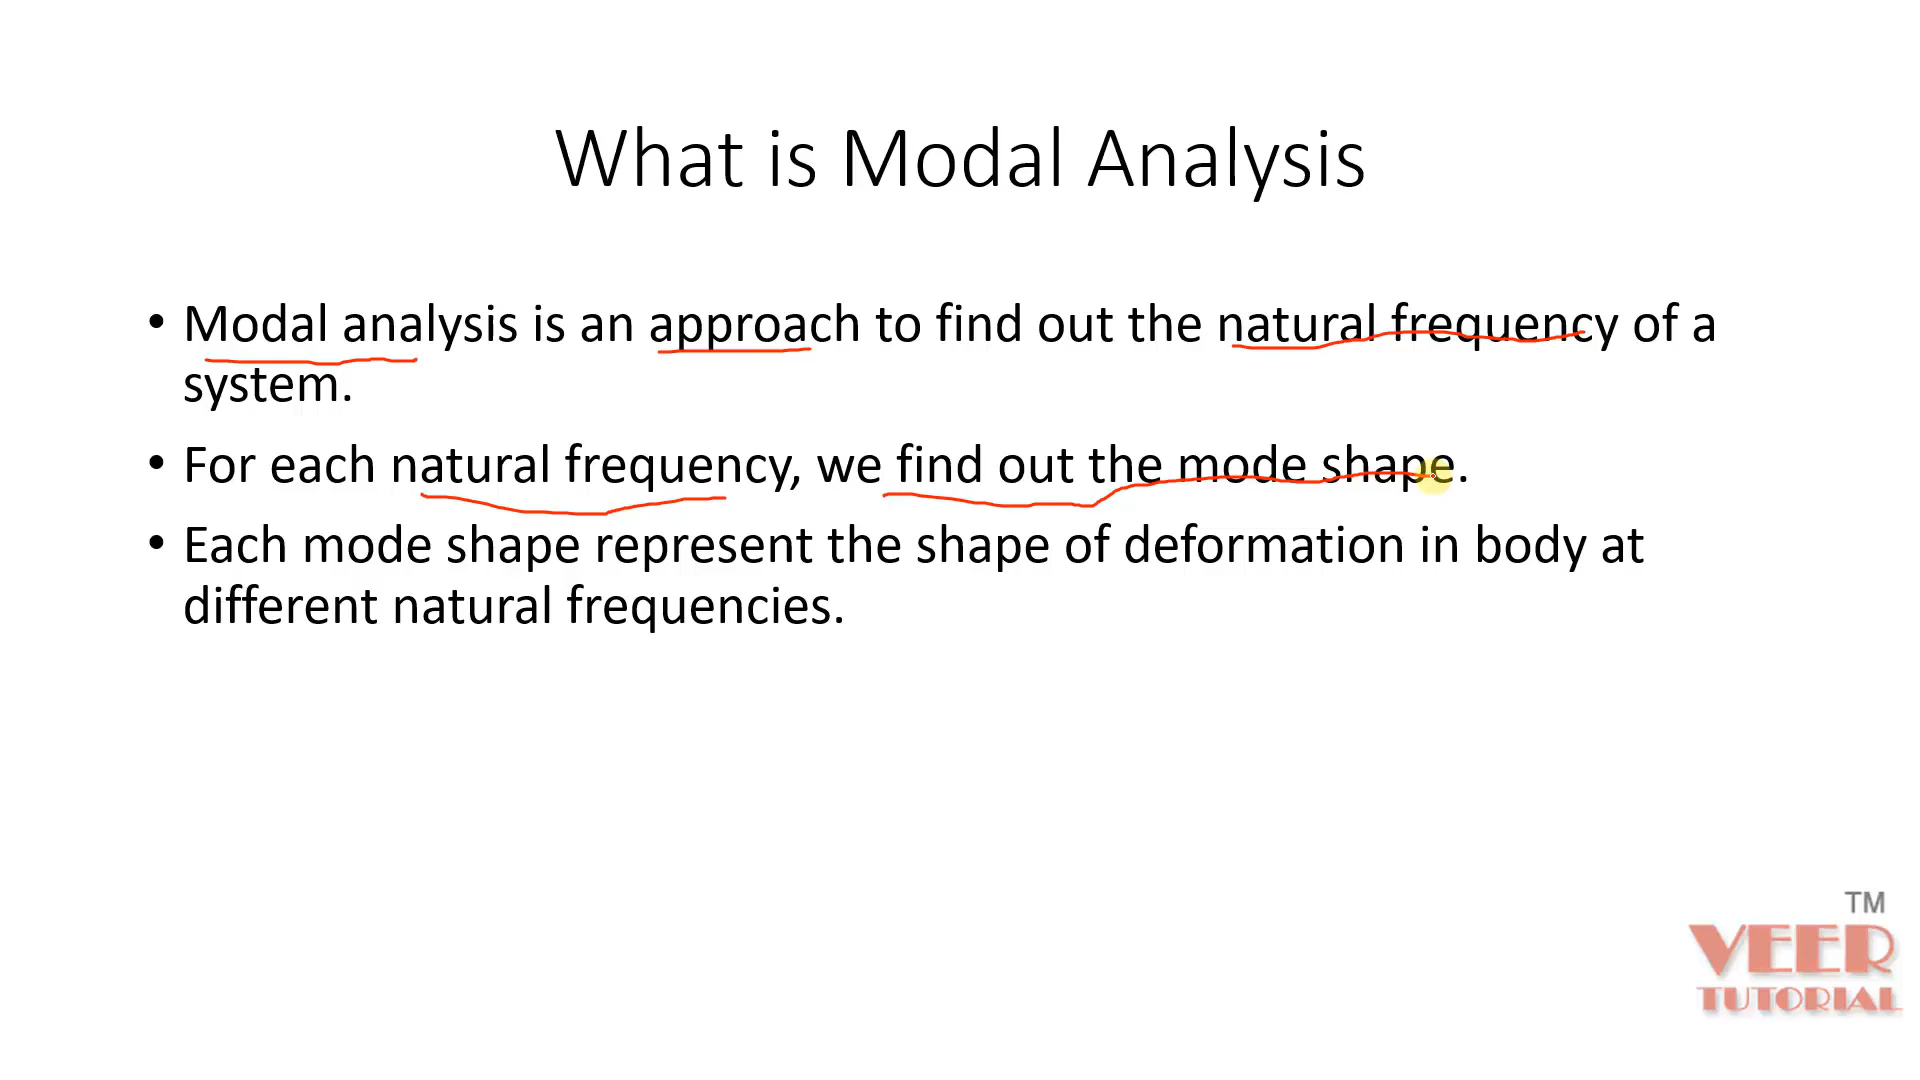 What is Modal Analysis
• Modal analysis is an approach to find out the natural frequency of a
system.
• For each natural frequency, we find out the mode shape.
• Each mode shape represent the shape of deformation in body at
different natural frequencies.
TM
VEER
TUTORIAL